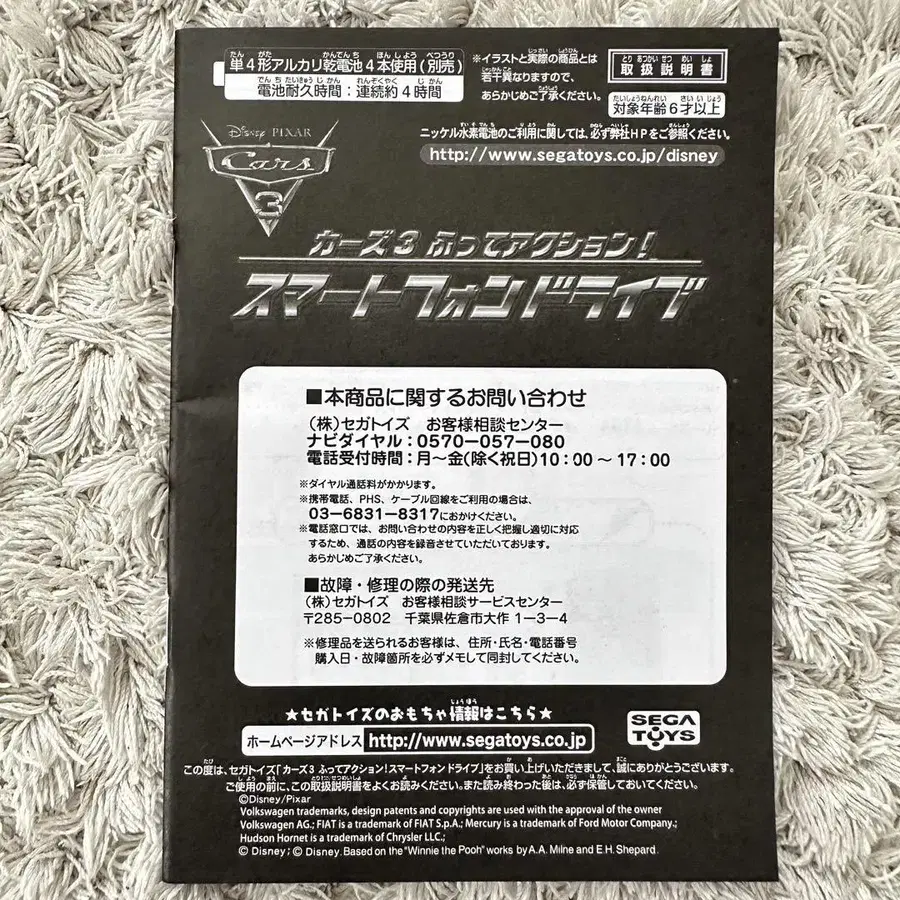 単4形アルカリ乾電池4本使用(別売)
電池耐久時間:連続約4時間
※イラストと実際の商品とは
若干異なりますので、
あらかじめご了承ください。
取扱説明書
対象年齢6才以上
ニッケル水素電池のご利用に関しては、必ず弊社HPをご参照ください。
http://www.segatoys.co.jp/disney
Disney PIXAR
Cars
3
カーズ3 ふってアクション!
スマートフォンドライブ
■本商品に関するお問い合わせ
(株)セガトイズ お客様相談センター
ナビダイヤル:0570-057-080
電話受付時間:月〜金(除く祝日)10:00〜17:00
※ダイヤル通話料がかかります。
※携帯電話、PHS、ケーブル回線をご利用の場合は、
03-6831-8317におかけください。
※電話窓口では、お問い合わせの内容を正しく把握し適切に対応
するため、通話の内容を録音させていただいております。
あらかじめご了承ください。
■故障・修理の際の発送先
(株)セガトイズ お客様相談サービスセンター
〒285-0802 千葉県佐倉市大作1-3-4
※修理品を送られるお客様は、住所・氏名・電話番号
購入日・故障箇所を必ずメモして同封してください。
★セガトイズのおもちゃ情報はこちら★
ホームページアドレス http://www.segatoys.co.jp
SEGA
TOYS
この度は、セガトイズ「カーズ3 ふってアクション!スマートフォンドライブ」をお買い上げいただきまして、誠にありがとうございます。
ご使用の前に、この取扱説明書をよくお読みください。また読み終わった後は、必ず保管しておいてください。
©Disney/Pixar
Volkswagen trademarks, design patents and copyrights are used with the approval of the owner
Volkswagen AG.; FIAT is a trademark of FIAT S.p.A.; Mercury is a trademark of Ford Motor Company.;
Hudson Hornet is a trademark of Chrysler LLC.;
© Disney; © Disney. Based on the "Winnie the Pooh" works by A.A. Milne and E.H. Shepard.